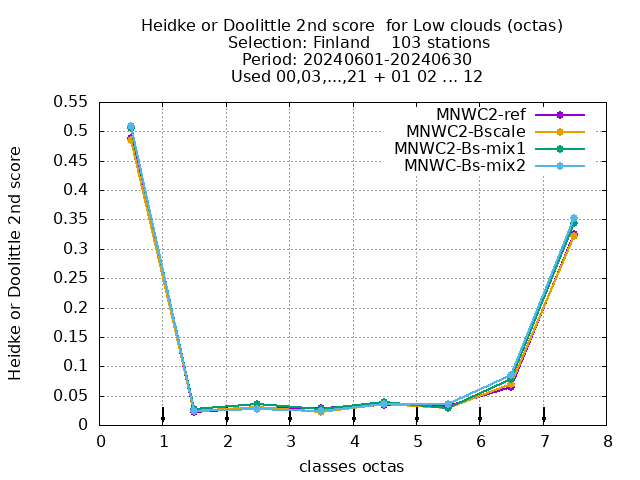 Heidke or Doolittle 2nd score  for Low clouds (octas)
Selection: Finland    103 stations
Period: 20240601-20240630
Used 00,03,...,21 + 01 02 ... 12
Heidke or Doolittle 2nd score
0.55
0.5
0.45
0.4
0.35
0.3
0.25
0.2
0.15
0.1
0.05
0
MNWC2-ref
MNWC2-Bscale
MNWC2-Bs-mix1
MNWC-Bs-mix2
0 1 2 3 4 5 6 7 8
classes octas